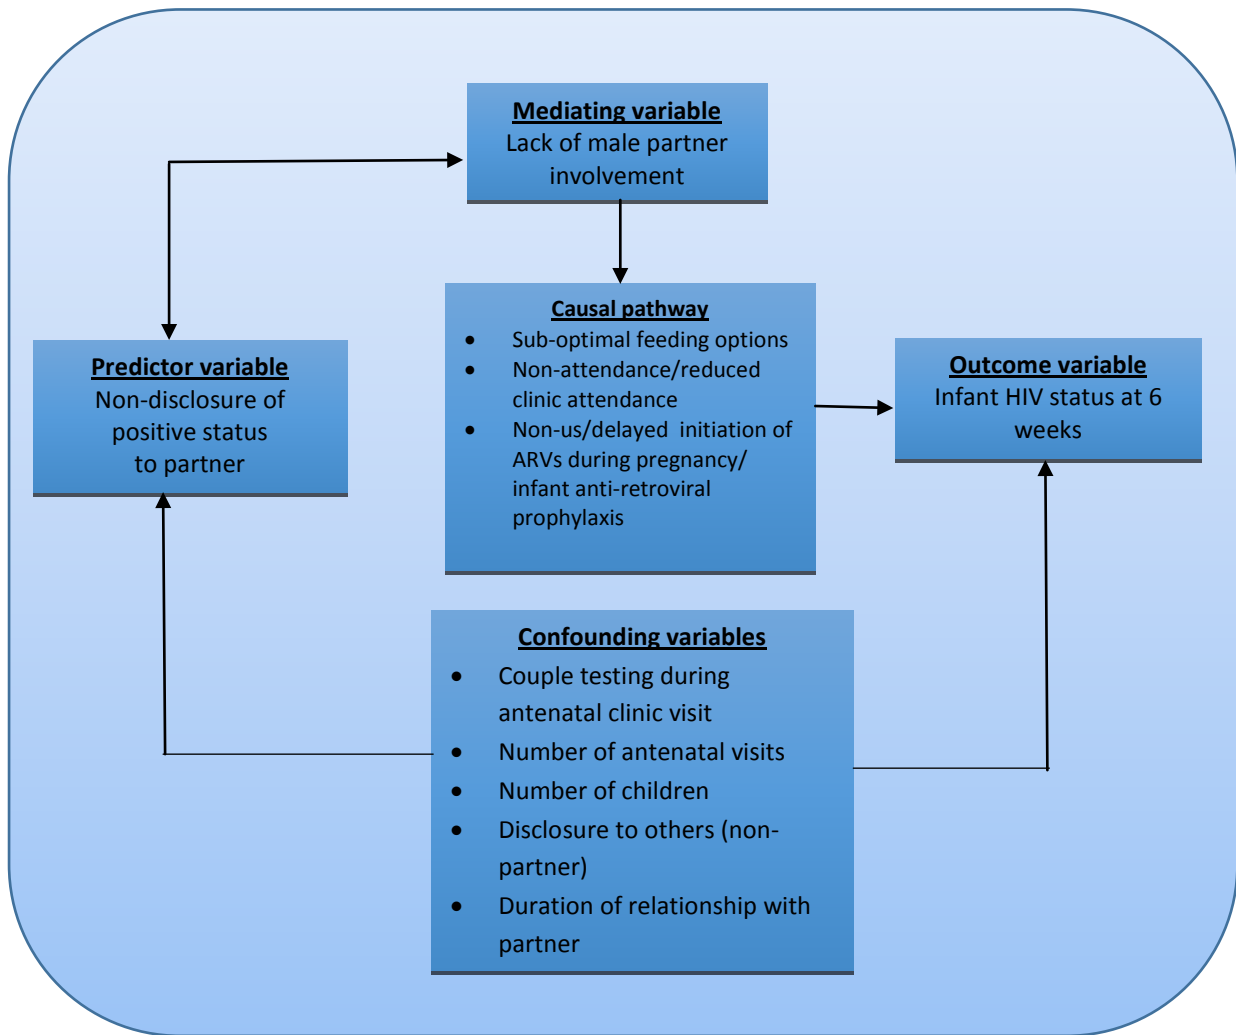 Mediating variable
Lack of male partner
involvement
Causal pathway
• Sub-optimal feeding options
• Non-attendance/reduced
clinic attendance
• Non-us/delayed initiation of
ARVs during pregnancy/
infant anti-retroviral
prophylaxis
Predictor variable
Non-disclosure of
positive status
to partner
Outcome variable
Infant HIV status at 6
weeks
Confounding variables
• Couple testing during
antenatal clinic visit
• Number of antenatal visits
• Number of children
• Disclosure to others (non-
partner)
• Duration of relationship with
partner